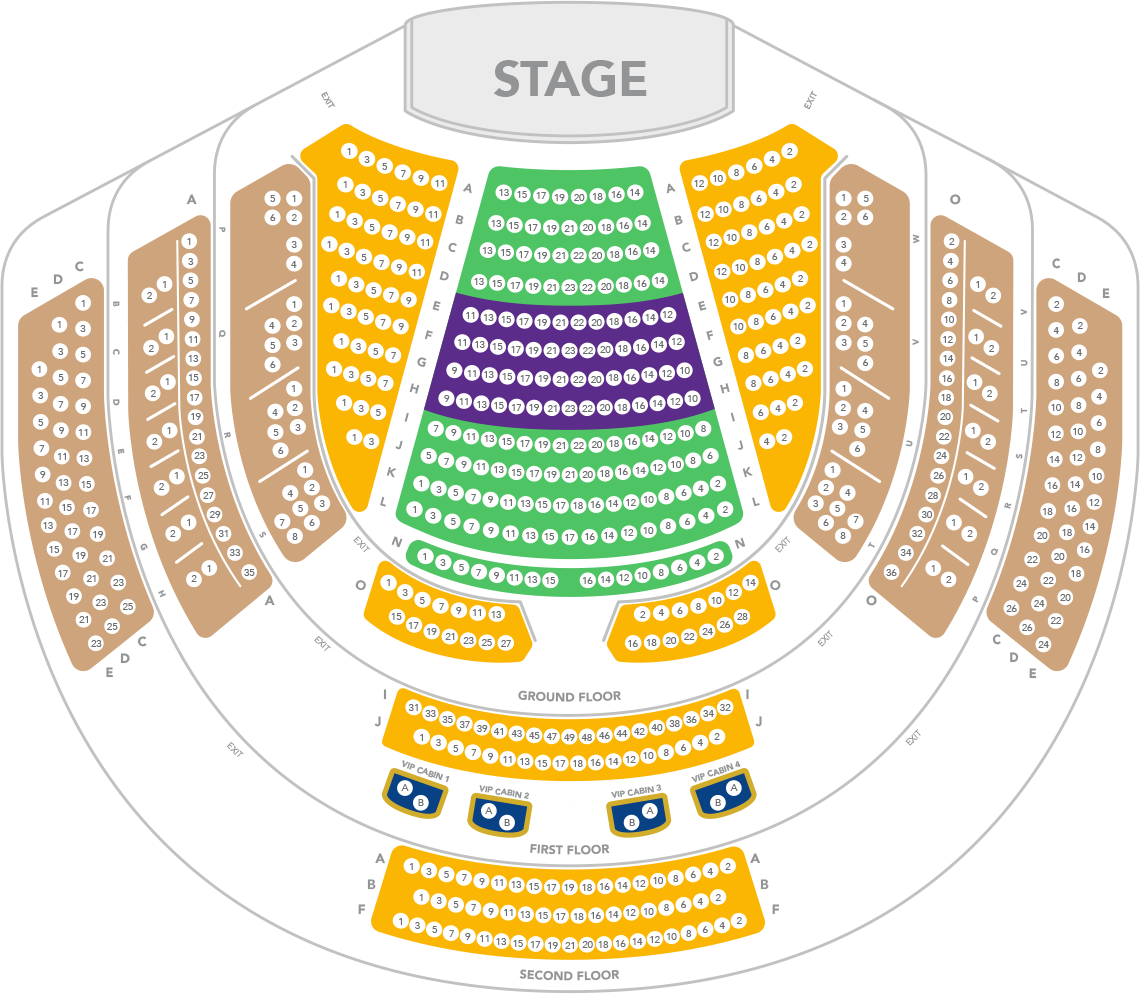 STAGE
EXIT
EXIT
A
1 3 5 7 9 11
13 15 17 19 20 18 16 14
12 10 8 6 4 2
A
B
1 3 5 7 9 11
13 15 17 19 21 20 18 16 14
12 10 8 6 4 2
B
C
1 3 5 7 9 11
13 15 17 19 21 22 20 18 16 14
12 10 8 6 4 2
C
D
1 3 5 7 9 11
13 15 17 19 21 23 22 20 18 16 14
12 10 8 6 4 2
D
E
1 3 5 7 9
11 13 15 17 19 21 22 20 18 16 14 12
10 8 6 4 2
E
F
1 3 5 7 9
11 13 15 17 19 21 23 22 20 18 16 14 12
10 8 6 4 2
F
G
1 3 5 7
9 11 13 15 17 19 21 22 20 18 16 14 12 10
8 6 4 2
G
H
1 3 5 7
9 11 13 15 17 19 21 23 22 20 18 16 14 12 10
8 6 4 2
H
I
1 3 5
7 9 11 13 15 17 19 21 22 20 18 16 14 12 10 8
6 4 2
I
J
1 3
5 7 9 11 13 15 17 19 21 20 18 16 14 12 10 8 6
4 2
J
K
1 3 5 7 9 11 13 15 17 18 16 14 12 10 8 6 4 2
K
L
1 3 5 7 9 11 13 15 17 16 14 12 10 8 6 4 2
L
N
1 3 5 7 9 11 13 15
16 14 12 10 8 6 4 2
N
EXIT
EXIT
O
1 3 5 7 9 11 13
15 17 19 21 23 25 27
2 4 6 8 10 12 14
16 18 20 22 24 26 28
O
P
5 1
6 2
3
4
Q
1
4 2
5 3
6
R
1
4 2
5 3
6
S
1
4 2
5 3
7 6
8
W
1 5
2 6
3
4
V
1
2 4
3 5
6
U
1
2 4
3 5
6
T
1
2 4
3 5
6 7
8
GROUND FLOOR
A
1 3 5 7 9 11 13 15 17 19 21 23 25 27 29 31 33 35
A
B
2 1
C
2 1
D
2 1
E
2 1
F
2 1
G
2 1
H
2 1
O
2 4 6 8 10 12 14 16 18 20 22 24 26 28 30 32 34 36
O
V
1 2
U
1 2
T
1 2
S
1 2
R
1 2
Q
1 2
P
1 2
EXIT
EXIT
I
31 33 35 37 39 41 43 45 47 49 48 46 44 42 40 38 36 34 32
I
J
1 3 5 7 9 11 13 15 17 18 16 14 12 10 8 6 4 2
J
VIP CABIN 1
A
B
VIP CABIN 2
A
B
VIP CABIN 3
A
B
VIP CABIN 4
A
B
FIRST FLOOR
C
1 3 5 7 9 11 13 15 17 19 21 23 25
C
D
1 3 5 7 9 11 13 15 17 19 21 23 25
D
E
1 3 5 7 9 11 13 15 17 19 21 23
E
C
2 4 6 8 10 12 14 16 18 20 22 24 26
C
D
2 4 6 8 10 12 14 16 18 20 22 24 26
D
E
2 4 6 8 10 12 14 16 18 20 22 24
E
EXIT
EXIT
A
1 3 5 7 9 11 13 15 17 19 18 16 14 12 10 8 6 4 2
A
B
1 3 5 7 9 11 13 15 17 18 16 14 12 10 8 6 4 2
B
F
1 3 5 7 9 11 13 15 17 19 21 20 18 16 14 12 10 8 6 4 2
F
SECOND FLOOR